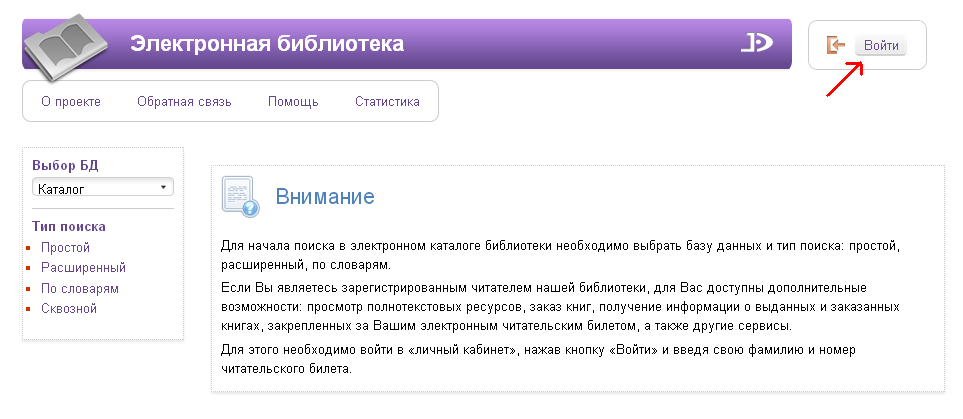 Электронная библиотека
Войти
О проекте Обратная связь Помощь Статистика
Выбор БД
Каталог
Тип поиска
Простой
Расширенный
По словарям
Сквозной
Внимание
Для начала поиска в электронном каталоге библиотеки необходимо выбрать базу данных и тип поиска: простой,
расширенный, по словарям.
Если Вы являетесь зарегистрированным читателем нашей библиотеки, для Вас доступны дополнительные
возможности: просмотр полнотекстовых ресурсов, заказ книг, получение информации о выданных и заказанных
книгах, закрепленных за Вашим электронным читательским билетом, а также другие сервисы.
Для этого необходимо войти в «личный кабинет», нажав кнопку «Войти» и введя свою фамилию и номер
читательского билета.